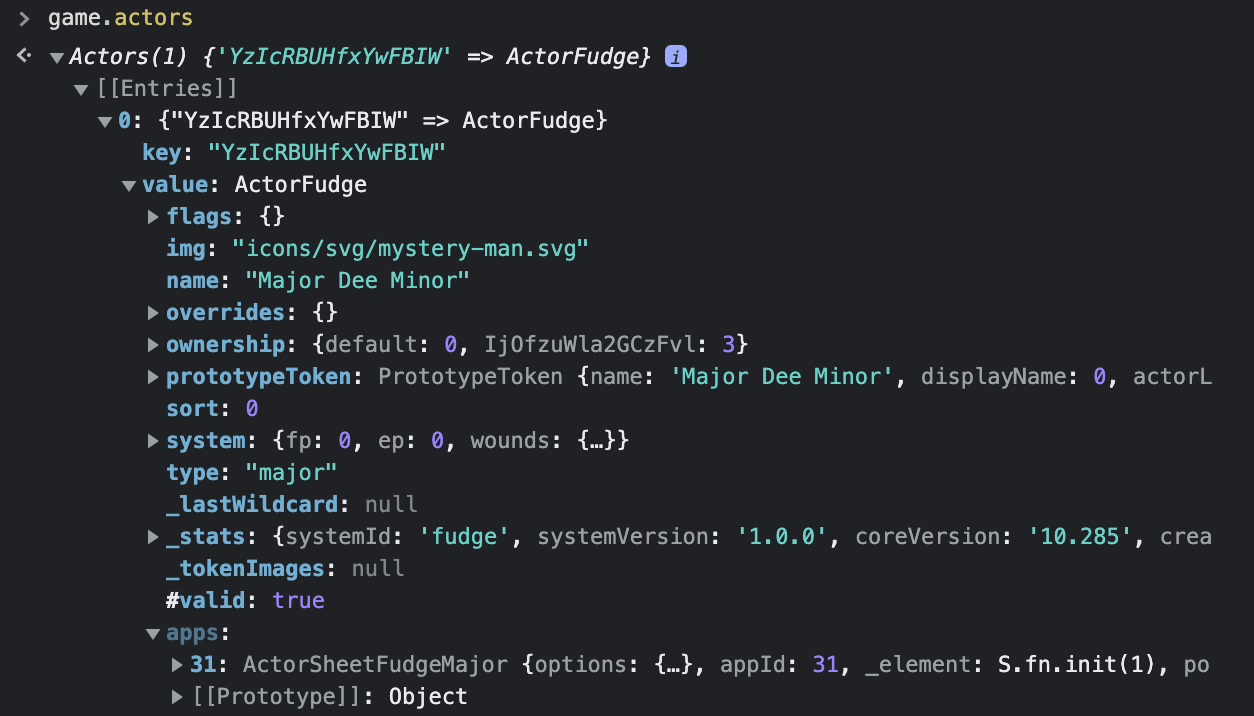 > game.actors
Actors(1) {'YzIcRBUHfxYwFBIW' => ActorFudge} i
[[Entries]]
0: {"YzIcRBUHfxYwFBIW" => ActorFudge}
key: "YzIcRBUHfxYwFBIW"
value: ActorFudge
flags: {}
img: "icons/svg/mystery-man.svg"
name: "Major Dee Minor"
overrides: {}
ownership: {default: 0, IjOfzuWla2GCzFvl: 3}
prototypeToken: PrototypeToken {name: 'Major Dee Minor', displayName: 0, actorL
sort: 0
system: {fp: 0, ep: 0, wounds: {…}}
type: "major"
_lastWildcard: null
_stats: {systemId: 'fudge', systemVersion: '1.0.0', coreVersion: '10.285', crea
_tokenImages: null
#valid: true
apps:
31: ActorSheetFudgeMajor {options: {…}, appId: 31, _element: S.fn.init(1), po
[[Prototype]]: Object